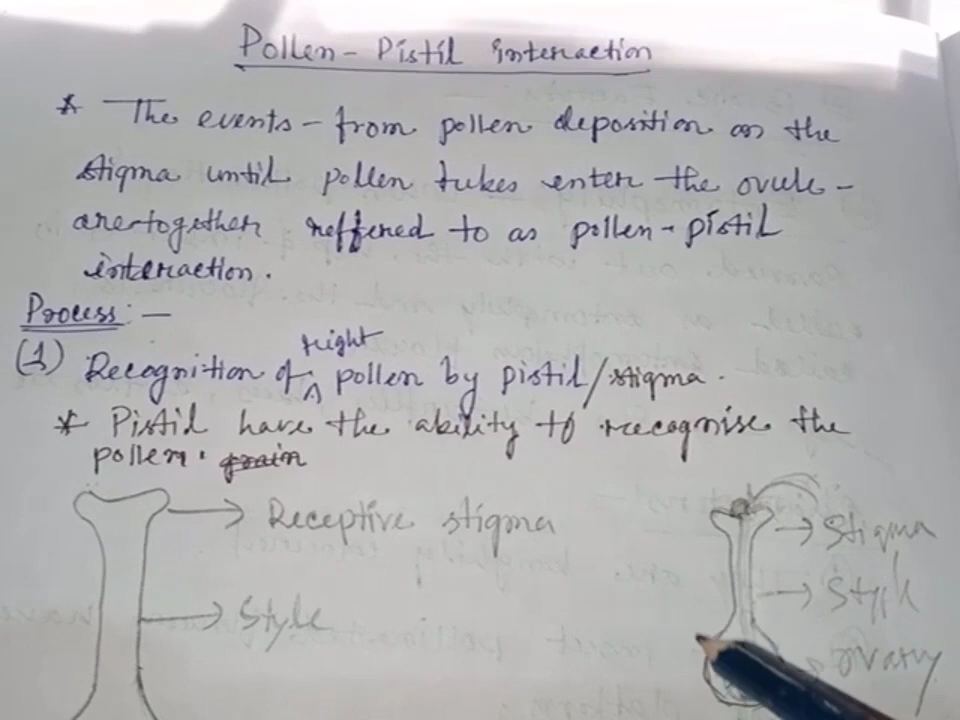 Pollen - Pistil interaction
* The events - from pollen deposition on the
stigma until pollen tubes enter the ovule -
are together reffered to as pollen - pistil
interaction.
Process: -
right
(1) Recognition of ^ pollen by pistil/stigma.
* Pistil have the ability to recognise the
pollen. grain
Receptive stigma
Stigma
Style
Style
ovary